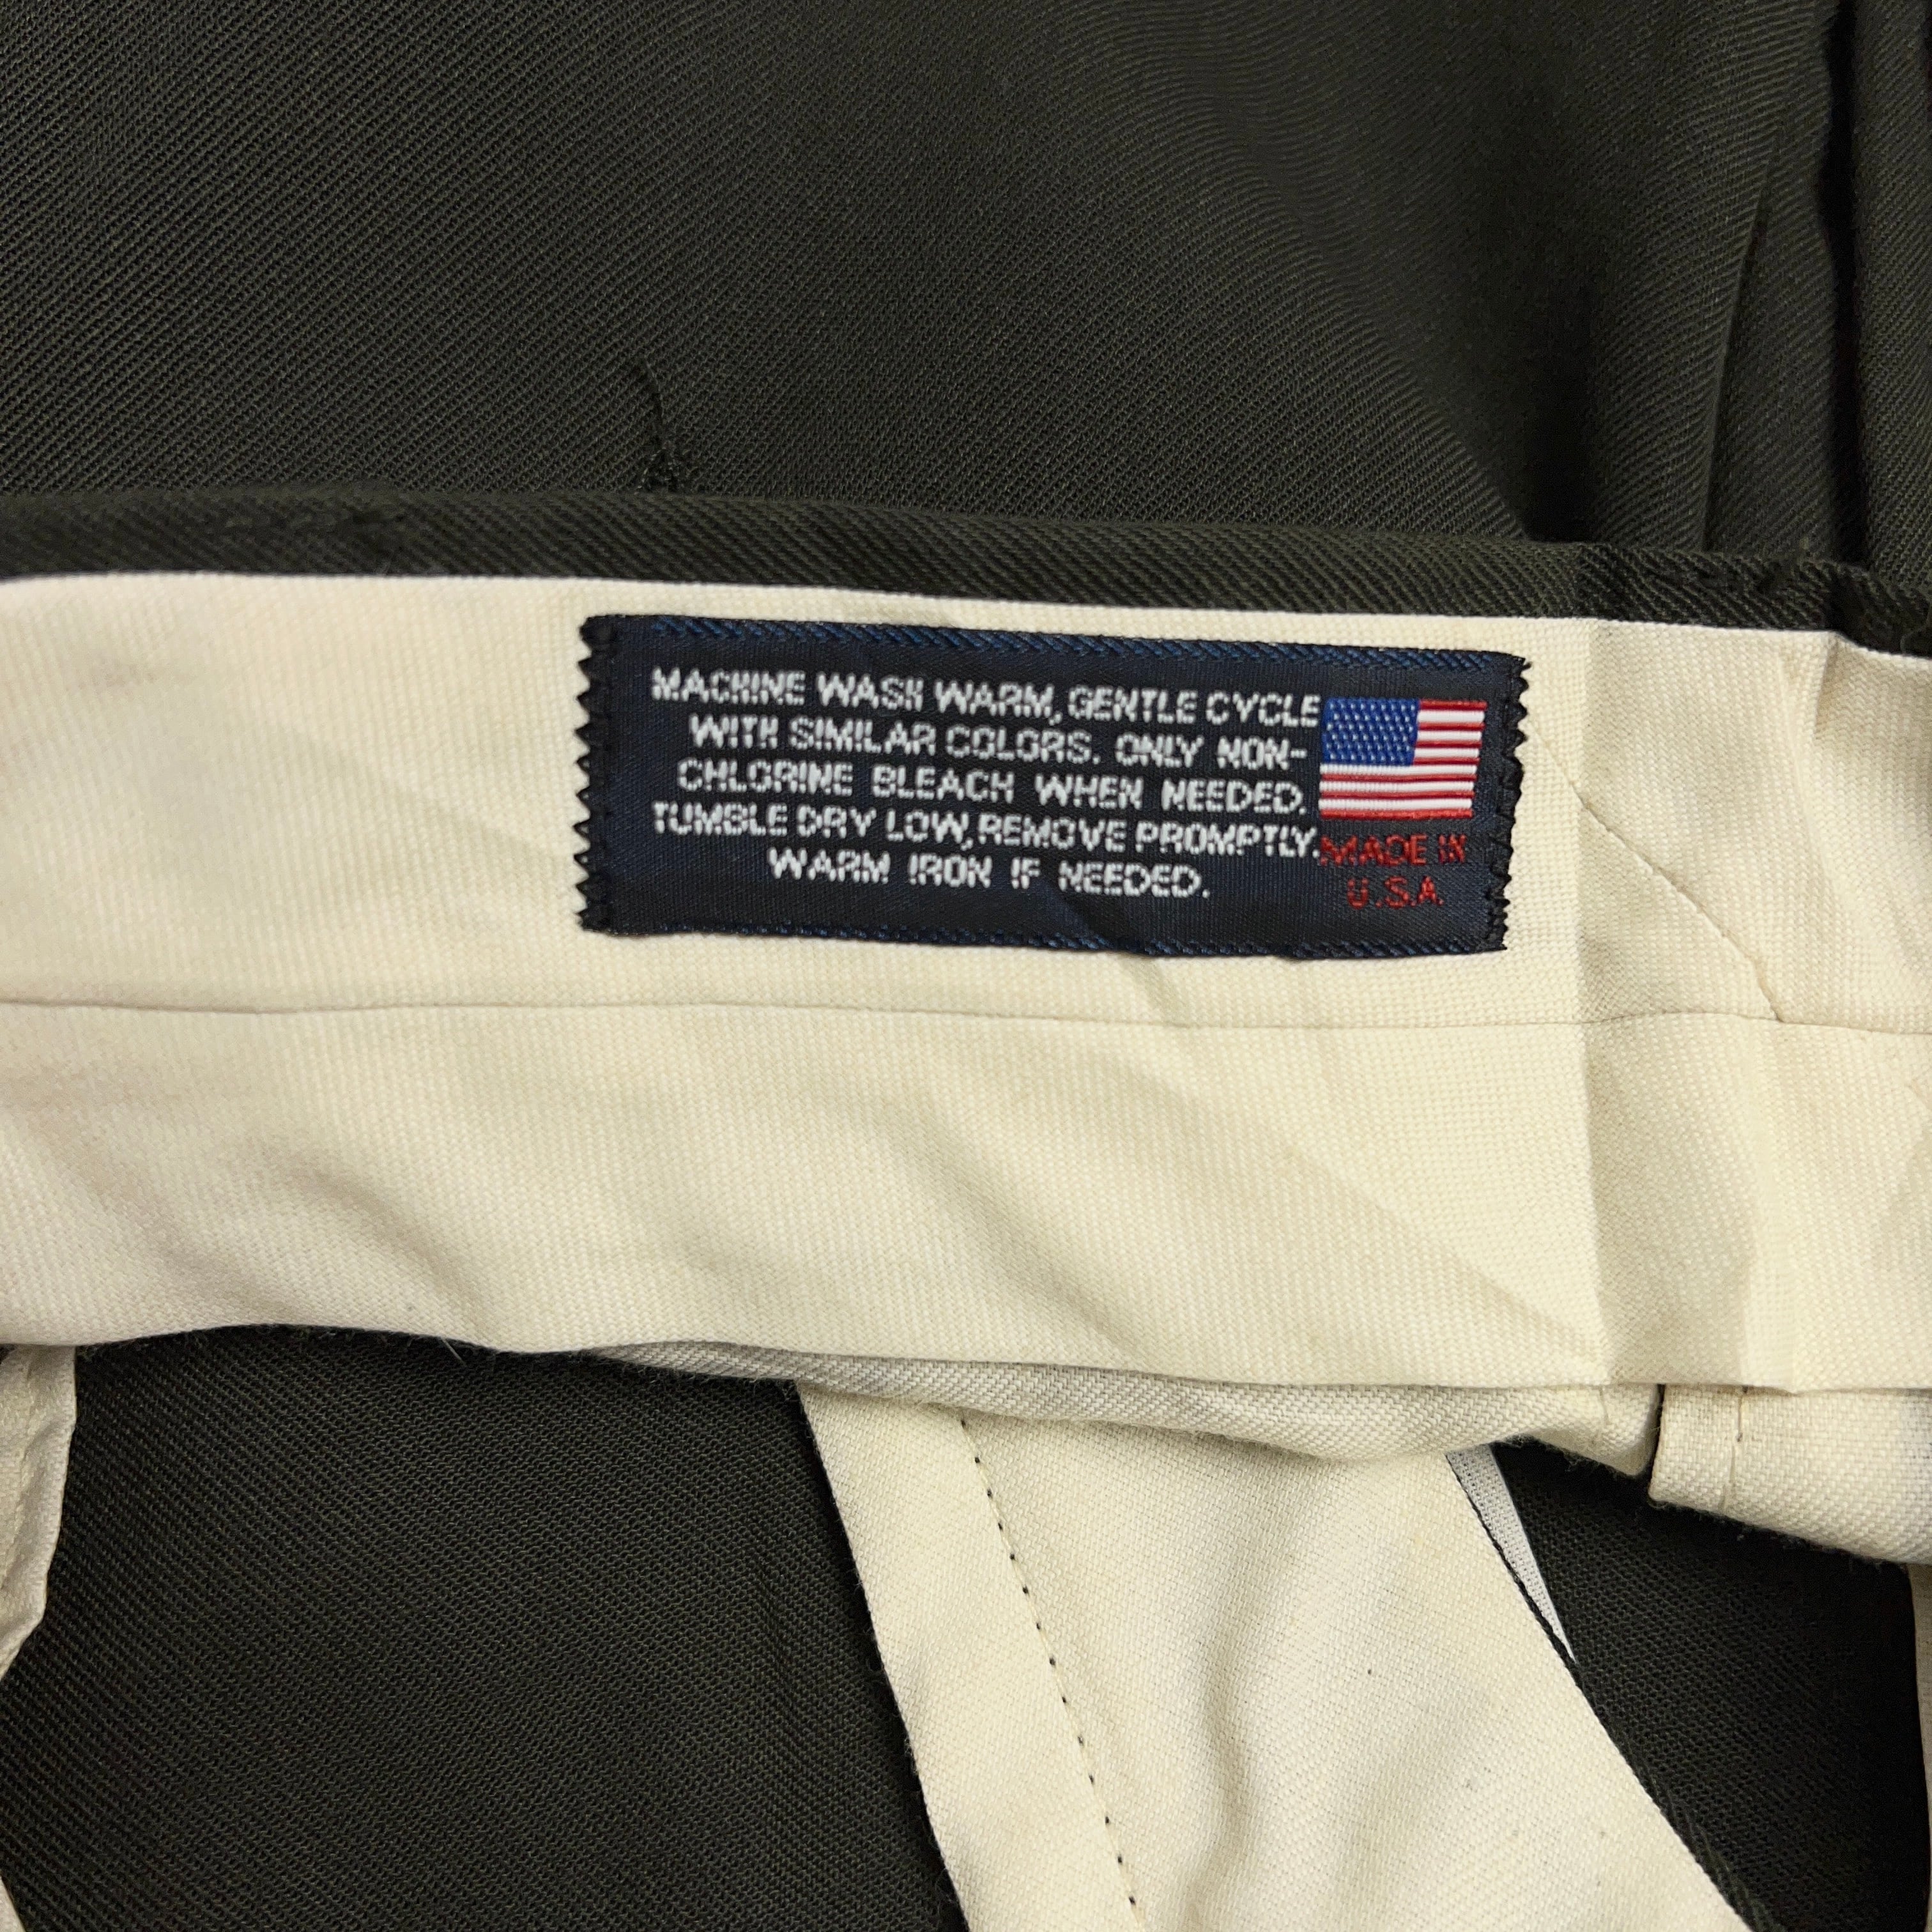 MACHINE WASH WARM, GENTLE CYCLE
WITH SIMILAR COLORS. ONLY NON-
CHLORINE BLEACH WHEN NEEDED.
TUMBLE DRY LOW, REMOVE PROMPTLY.
WARM IRON IF NEEDED.
MADE IN
U.S.A.